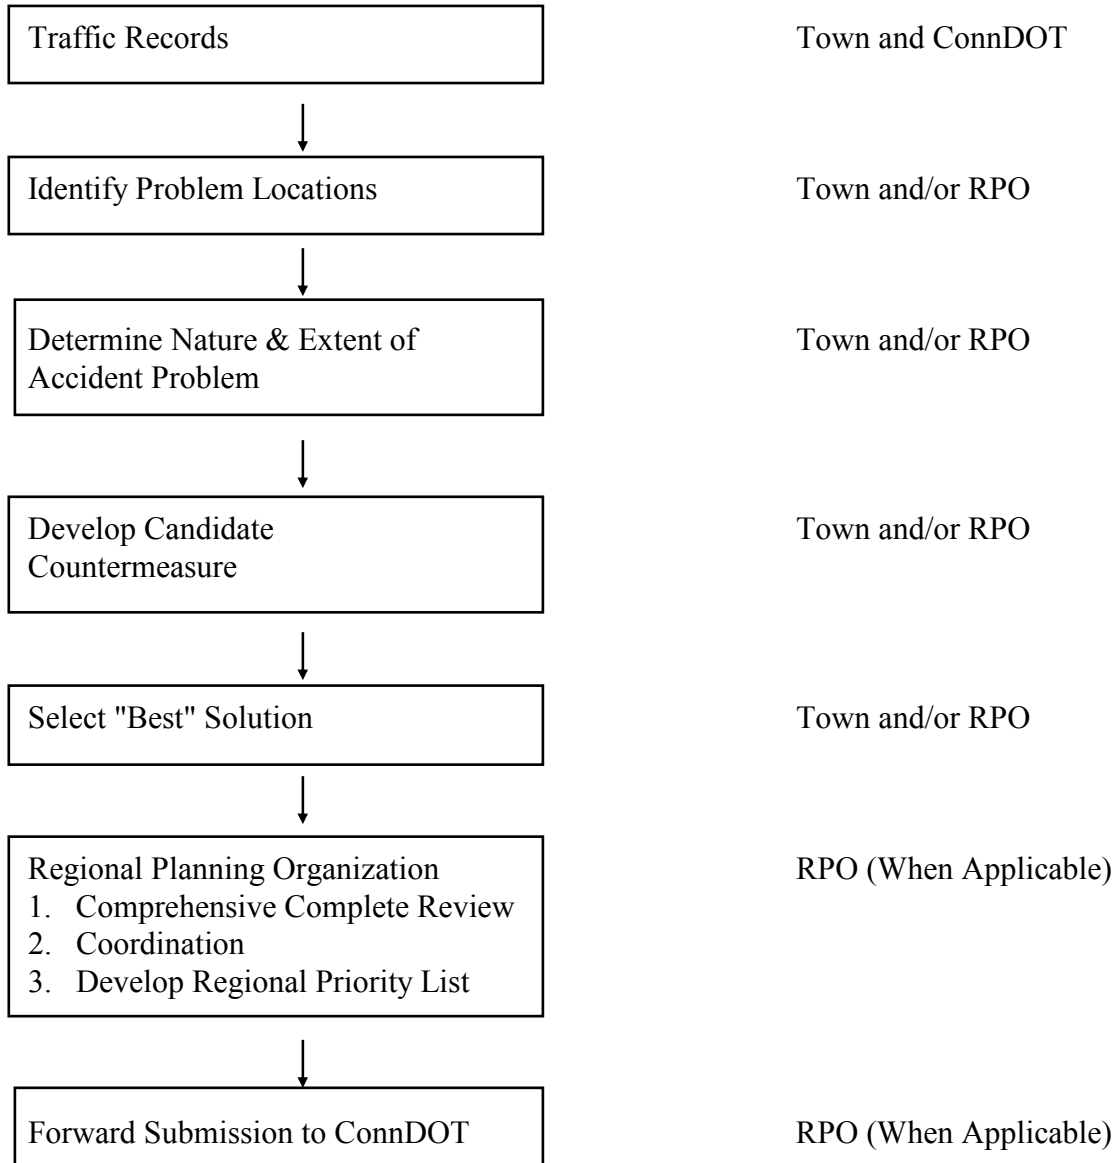 Traffic Records
Town and ConnDOT
Identify Problem Locations
Town and/or RPO
Determine Nature & Extent of
Accident Problem
Town and/or RPO
Develop Candidate
Countermeasure
Town and/or RPO
Select "Best" Solution
Town and/or RPO
Regional Planning Organization
1. Comprehensive Complete Review
2. Coordination
3. Develop Regional Priority List
RPO (When Applicable)
Forward Submission to ConnDOT
RPO (When Applicable)